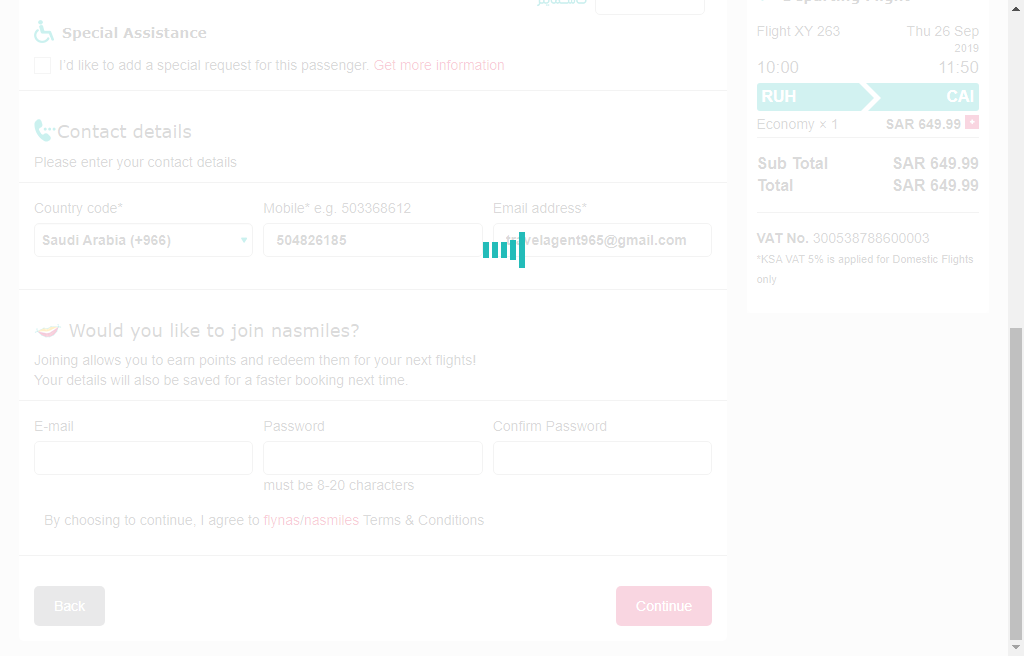 Special Assistance
I'd like to add a special request for this passenger. Get more information
Contact details
Please enter your contact details
Country code*
Mobile* e.g. 503368612
Email address*
Saudi Arabia (+966)
504826185
travelagent965@gmail.com
Would you like to join nasmiles?
Joining allows you to earn points and redeem them for your next flights!
Your details will also be saved for a faster booking next time.
E-mail
Password
Confirm Password
must be 8-20 characters
By choosing to continue, I agree to flynas/nasmiles Terms & Conditions
Back
Continue
Departing Flight
Flight XY 263
Thu 26 Sep
2019
10:00
11:50
RUH
CAI
Economy × 1
SAR 649.99 +
Sub Total
SAR 649.99
Total
SAR 649.99
VAT No. 300538788600003
*KSA VAT 5% is applied for Domestic Flights
only